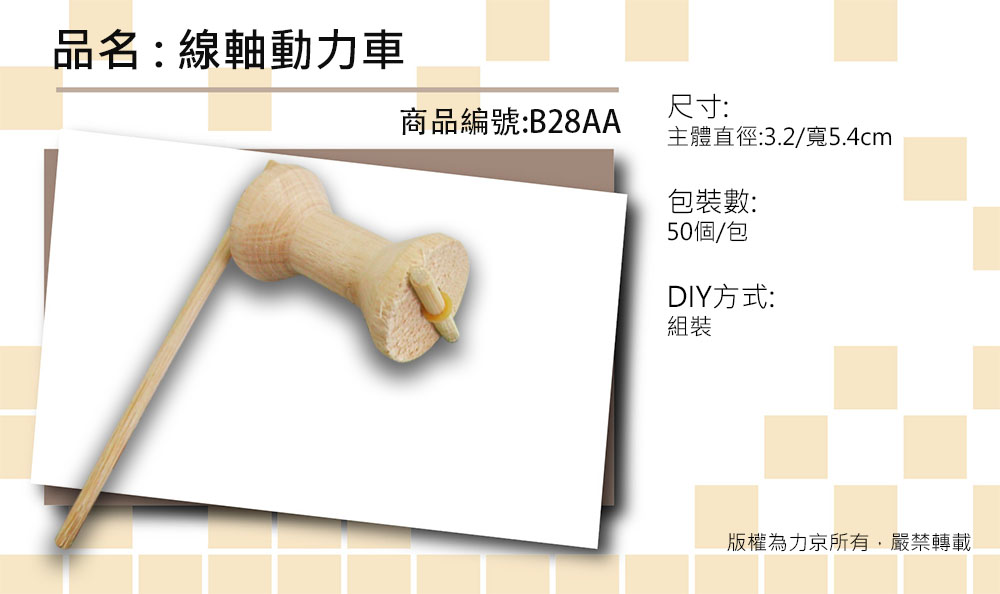 品名 : 線軸動力車
商品編號:B28AA
尺寸:
主體直徑:3.2/寬5.4cm
包裝數:
50個/包
DIY方式:
組裝
版權為力京所有，嚴禁轉載